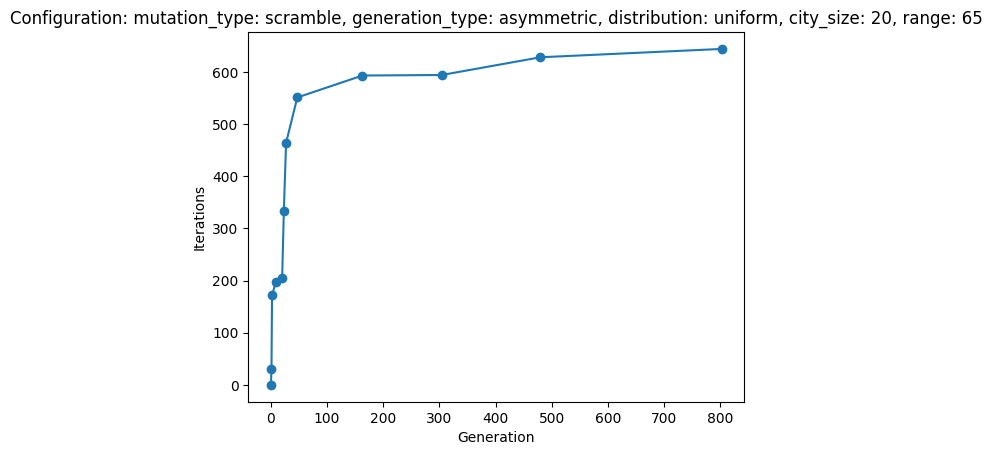 Configuration: mutation_type: scramble, generation_type: asymmetric, distribution: uniform, city_size: 20, range: 65
600
500
400
300
200
100
0
Iterations
0 100 200 300 400 500 600 700 800
Generation